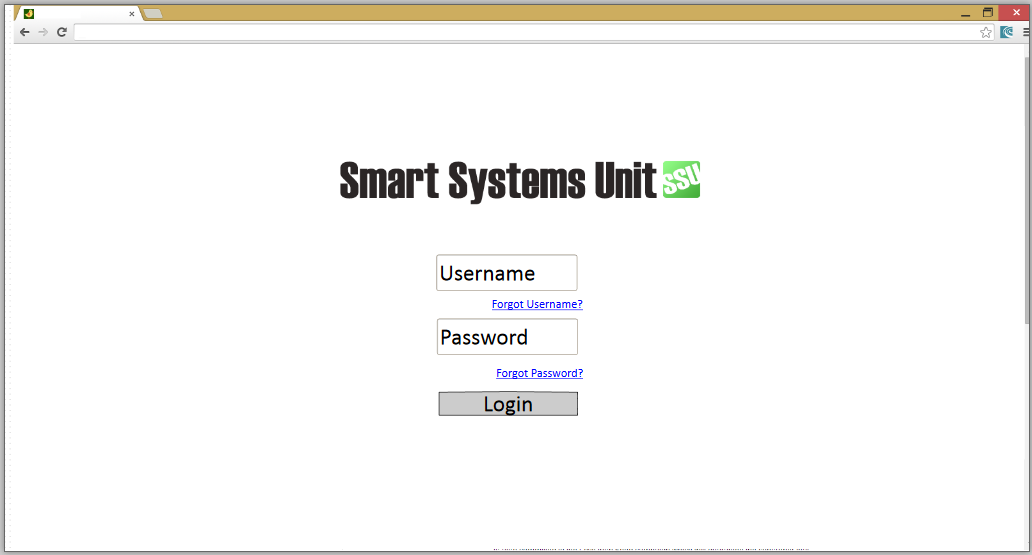 Smart Systems Unit SSU
Username
Forgot Username?
Password
Forgot Password?
Login